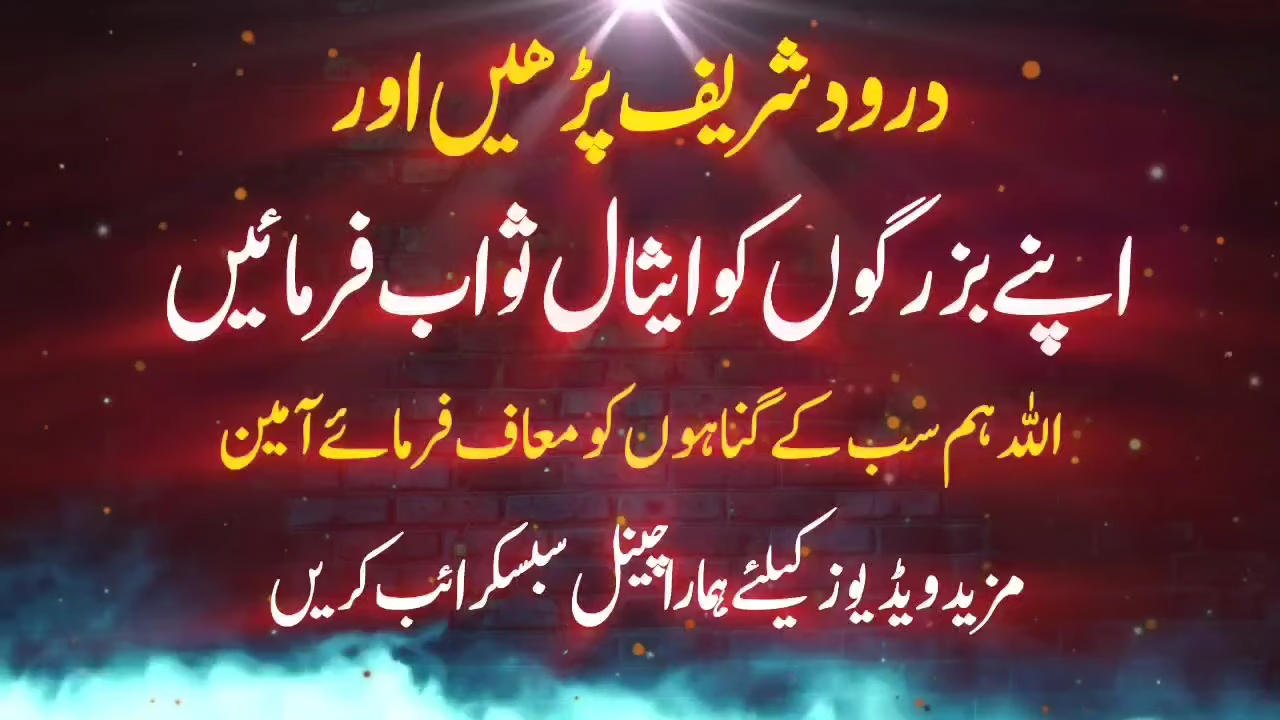 درود شریف پڑھیں اور
اپنے بزرگوں کو ایثال ثواب فرمائیں
اللہ ہم سب کے گناہوں کو معاف فرمائے آمین
مزید ویڈیوز کیلئے ہمارا چینل سبسکرائب کریں